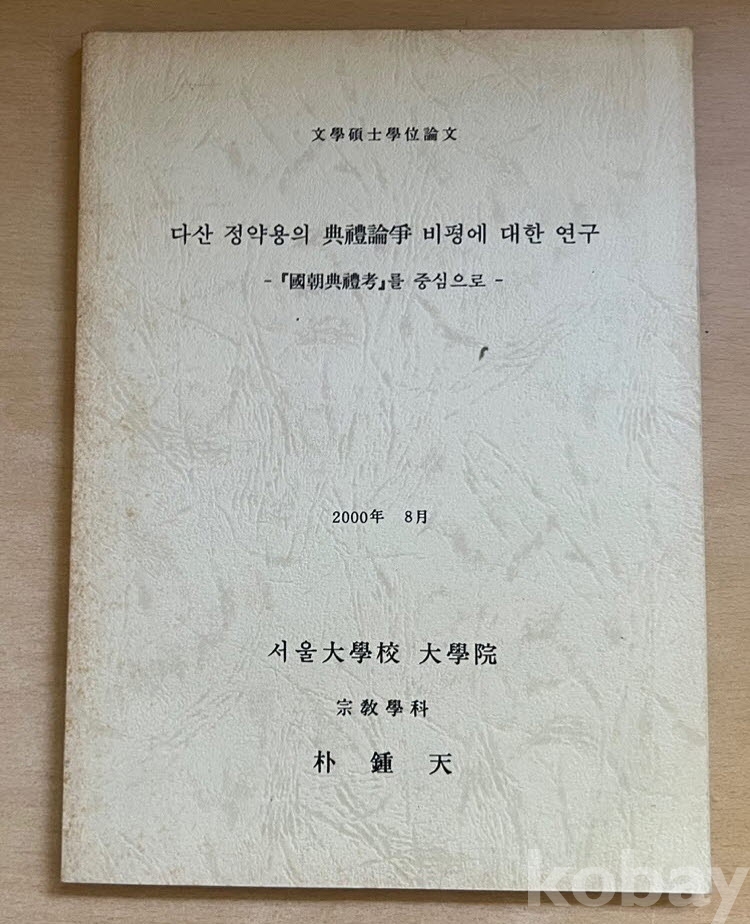 文學碩士學位論文
다산 정약용의 典禮論爭 비평에 대한 연구
- 『國朝典禮考』를 중심으로 -
2000年 8月
서울大學校 大學院
宗教學科
朴鍾天
kobay